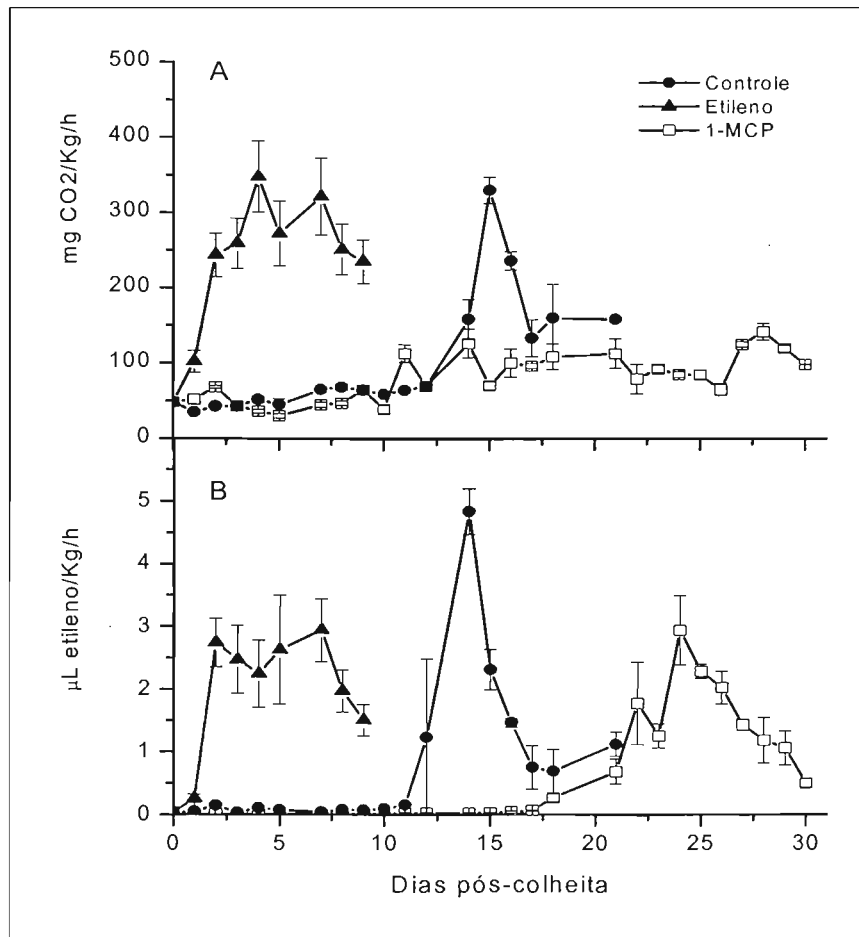 A
Controle
Etileno
1-MCP
mg CO2/Kg/h
500
400
300
200
100
0
B
µL etileno/Kg/h
5
4
3
2
1
0
0 5 10 15 20 25 30
Dias pós-colheita